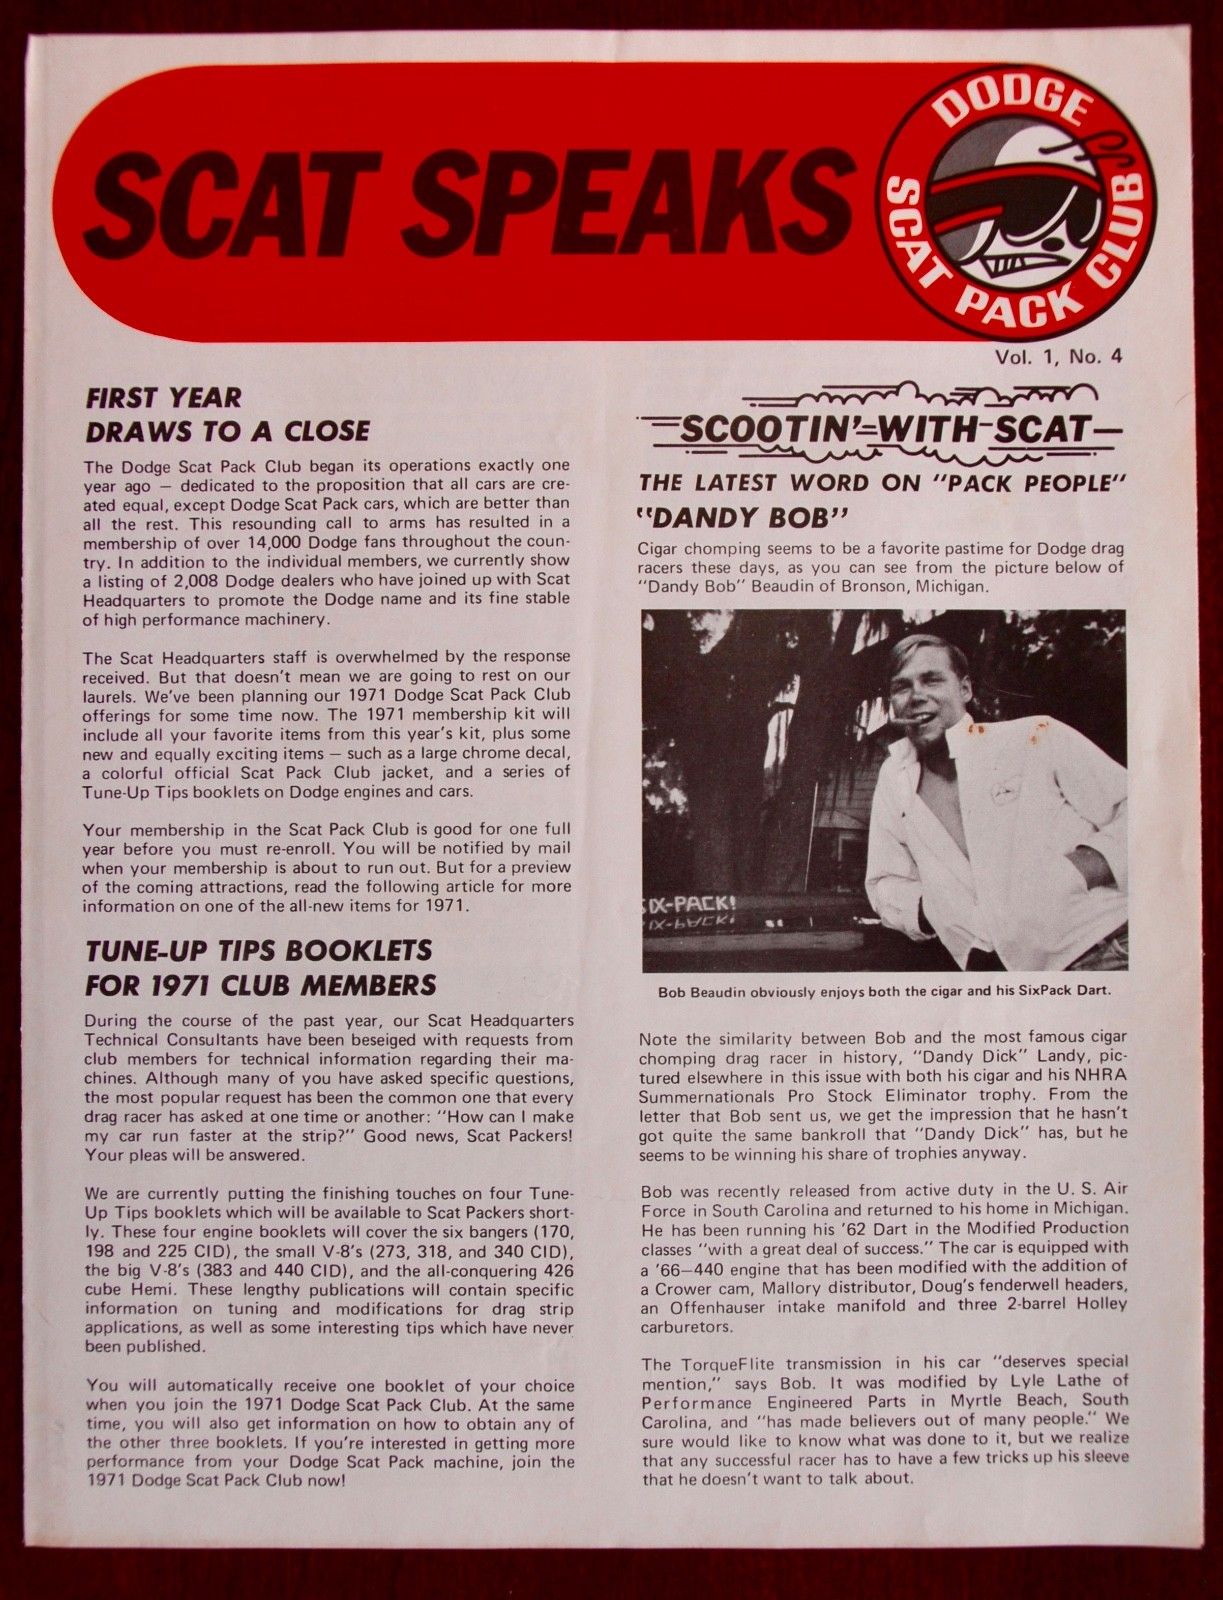 SCAT SPEAKS
DODGE
SCAT PACK CLUB
Vol. 1, No. 4
FIRST YEAR
DRAWS TO A CLOSE
The Dodge Scat Pack Club began its operations exactly one
year ago — dedicated to the proposition that all cars are cre-
ated equal, except Dodge Scat Pack cars, which are better than
all the rest. This resounding call to arms has resulted in a
membership of over 14,000 Dodge fans throughout the coun-
try. In addition to the individual members, we currently show
a listing of 2,008 Dodge dealers who have joined up with Scat
Headquarters to promote the Dodge name and its fine stable
of high performance machinery.
The Scat Headquarters staff is overwhelmed by the response
received. But that doesn't mean we are going to rest on our
laurels. We've been planning our 1971 Dodge Scat Pack Club
offerings for some time now. The 1971 membership kit will
include all your favorite items from this year's kit, plus some
new and equally exciting items — such as a large chrome decal,
a colorful official Scat Pack Club jacket, and a series of
Tune-Up Tips booklets on Dodge engines and cars.
Your membership in the Scat Pack Club is good for one full
year before you must re-enroll. You will be notified by mail
when your membership is about to run out. But for a preview
of the coming attractions, read the following article for more
information on one of the all-new items for 1971.
TUNE-UP TIPS BOOKLETS
FOR 1971 CLUB MEMBERS
During the course of the past year, our Scat Headquarters
Technical Consultants have been beseiged with requests from
club members for technical information regarding their ma-
chines. Although many of you have asked specific questions,
the most popular request has been the common one that every
drag racer has asked at one time or another: "How can I make
my car run faster at the strip?" Good news, Scat Packers!
Your pleas will be answered.
We are currently putting the finishing touches on four Tune-
Up Tips booklets which will be available to Scat Packers short-
ly. These four engine booklets will cover the six bangers (170,
198 and 225 CID), the small V-8's (273, 318, and 340 CID),
the big V-8's (383 and 440 CID), and the all-conquering 426
cube Hemi. These lengthy publications will contain specific
information on tuning and modifications for drag strip
applications, as well as some interesting tips which have never
been published.
You will automatically receive one booklet of your choice
when you join the 1971 Dodge Scat Pack Club. At the same
time, you will also get information on how to obtain any of
the other three booklets. If you're interested in getting more
performance from your Dodge Scat Pack machine, join the
1971 Dodge Scat Pack Club now!
SCOOTIN' WITH SCAT
THE LATEST WORD ON "PACK PEOPLE"
"DANDY BOB"
Cigar chomping seems to be a favorite pastime for Dodge drag
racers these days, as you can see from the picture below of
"Dandy Bob" Beaudin of Bronson, Michigan.
IX-PACK!
Bob Beaudin obviously enjoys both the cigar and his SixPack Dart.
Note the similarity between Bob and the most famous cigar
chomping drag racer in history, "Dandy Dick" Landy, pic-
tured elsewhere in this issue with both his cigar and his NHRA
Summernationals Pro Stock Eliminator trophy. From the
letter that Bob sent us, we get the impression that he hasn't
got quite the same bankroll that "Dandy Dick" has, but he
seems to be winning his share of trophies anyway.
Bob was recently released from active duty in the U. S. Air
Force in South Carolina and returned to his home in Michigan.
He has been running his '62 Dart in the Modified Production
classes "with a great deal of success." The car is equipped with
a '66—440 engine that has been modified with the addition of
a Crower cam, Mallory distributor, Doug's fenderwell headers,
an Offenhauser intake manifold and three 2-barrel Holley
carburetors.
The TorqueFlite transmission in his car "deserves special
mention," says Bob. It was modified by Lyle Lathe of
Performance Engineered Parts in Myrtle Beach, South
Carolina, and "has made believers out of many people." We
sure would like to know what was done to it, but we realize
that any successful racer has to have a few tricks up his sleeve
that he doesn't want to talk about.